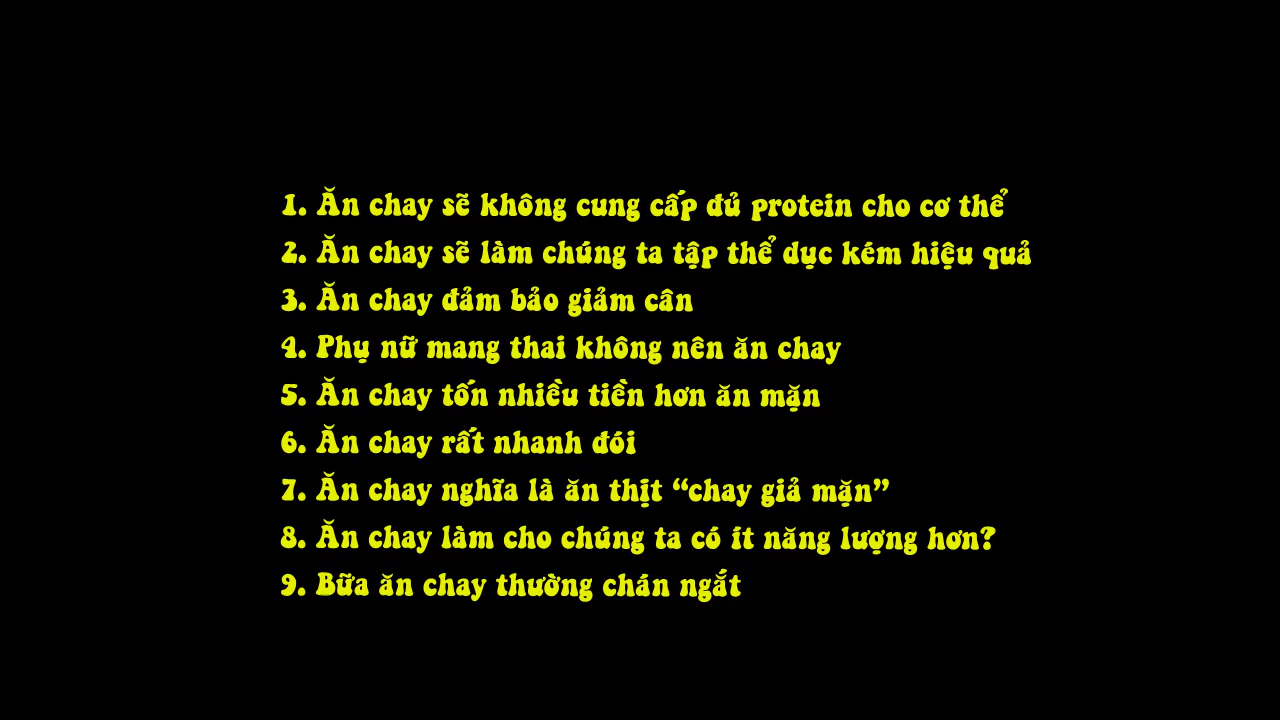 1. Ăn chay sẽ không cung cấp đủ protein cho cơ thể
2. Ăn chay sẽ làm chúng ta tập thể dục kém hiệu quả
3. Ăn chay đảm bảo giảm cân
4. Phụ nữ mang thai không nên ăn chay
5. Ăn chay tốn nhiều tiền hơn ăn mặn
6. Ăn chay rất nhanh đói
7. Ăn chay nghĩa là ăn thịt “chay giả mặn”
8. Ăn chay làm cho chúng ta có ít năng lượng hơn?
9. Bữa ăn chay thường chán ngắt